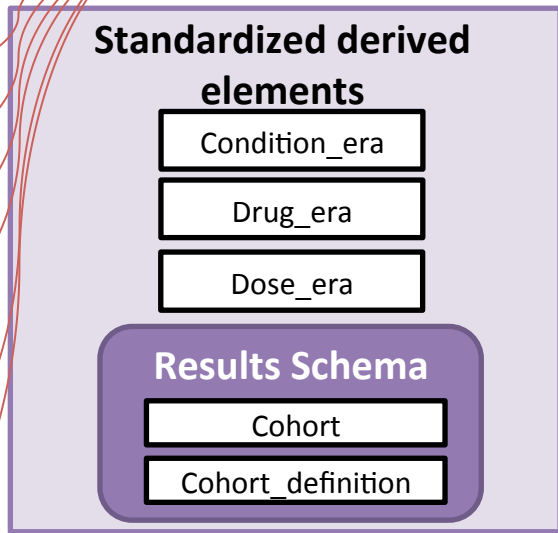 Standardized derived
elements
Condition_era
Drug_era
Dose_era
Results Schema
Cohort
Cohort_definition